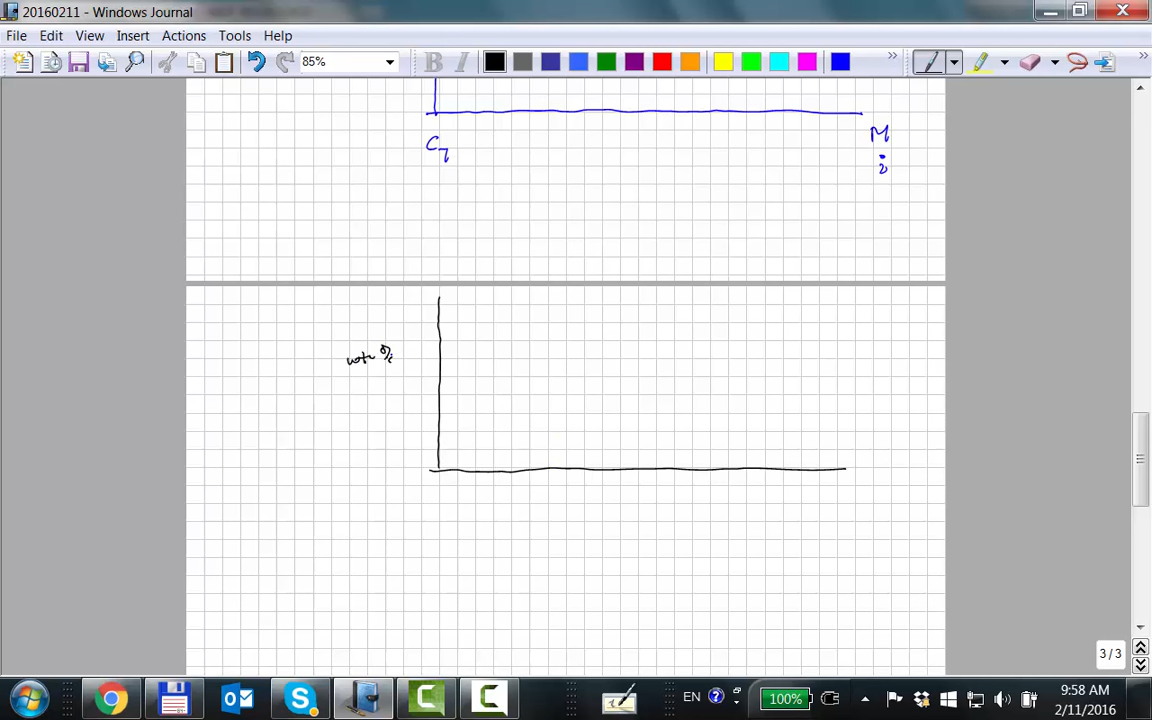 20160211 - Windows Journal
File Edit View Insert Actions Tools Help
85% B I
C7
M
2
%
3 / 3
EN 100% 9:58 AM
2/11/2016